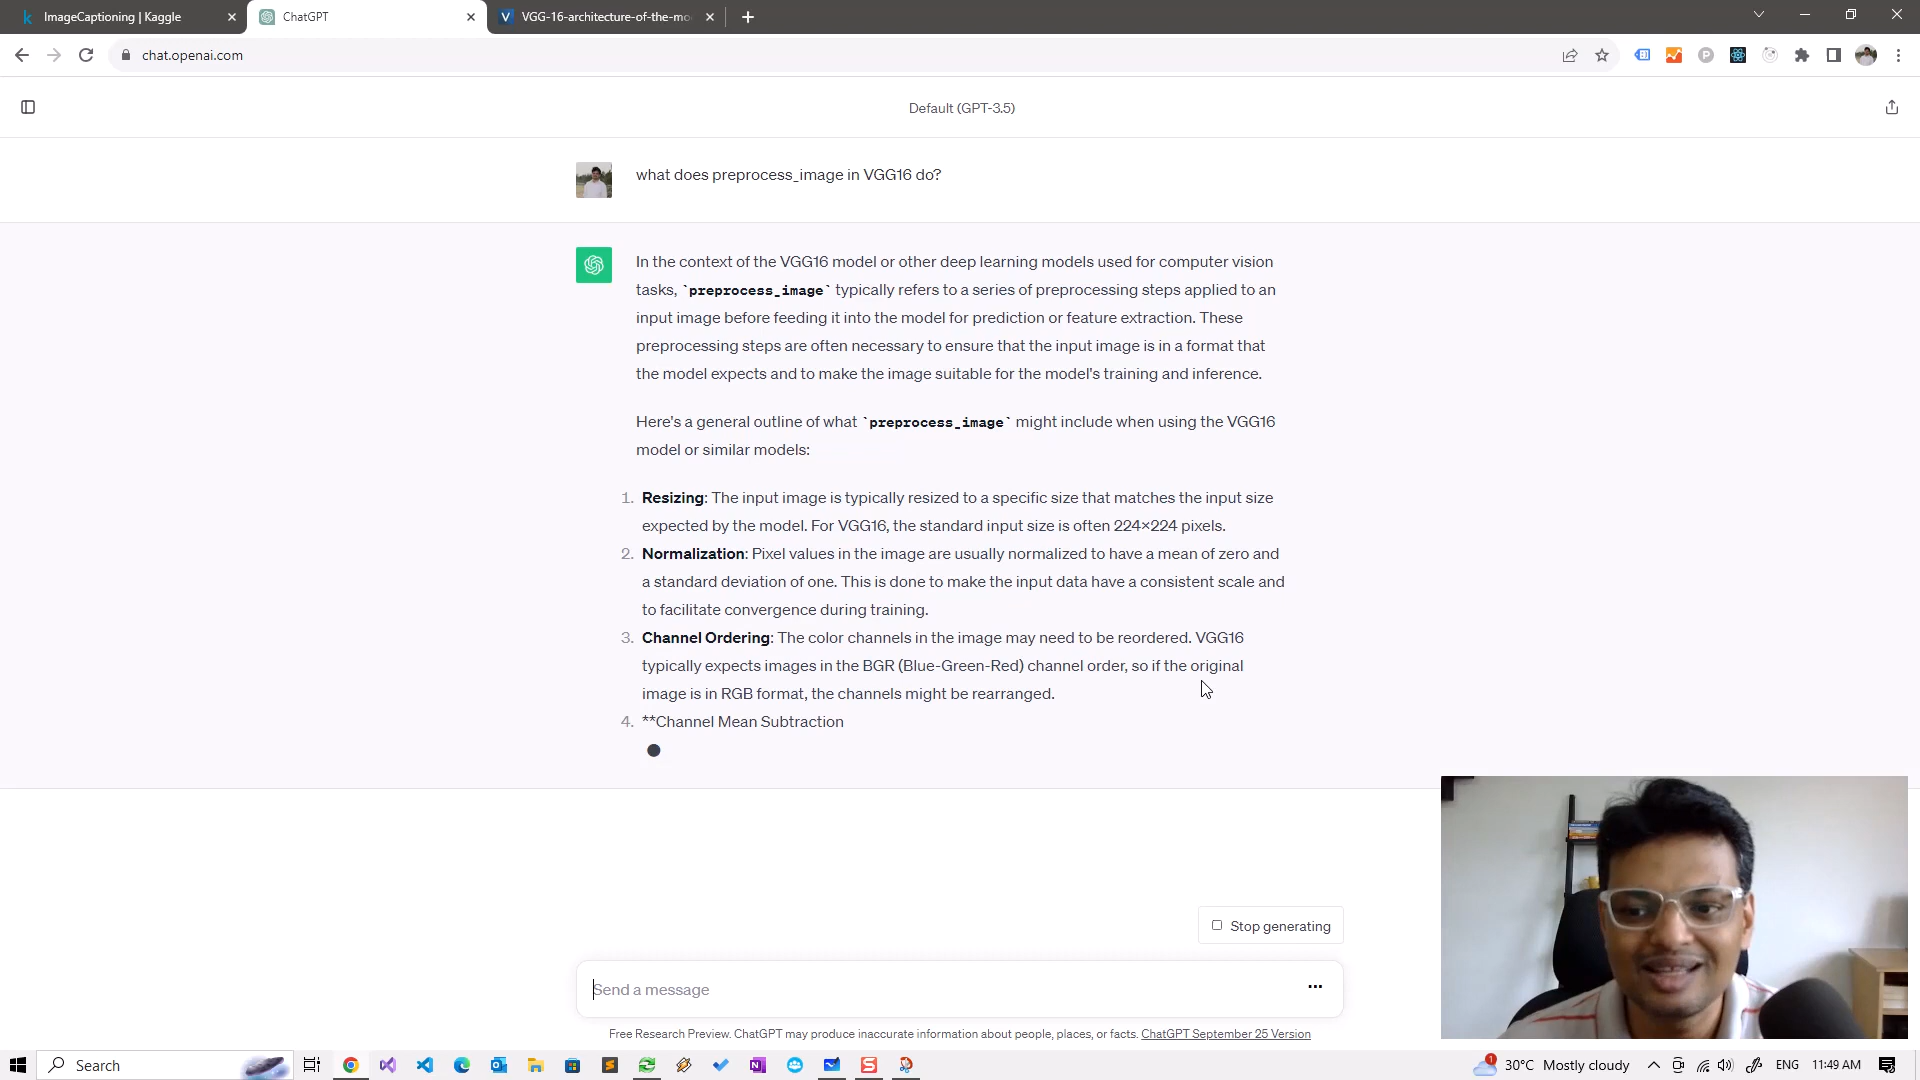 ImageCaptioning | Kaggle
ChatGPT
VGG-16-architecture-of-the-mo
chat.openai.com
Default (GPT-3.5)
what does preprocess_image in VGG16 do?
In the context of the VGG16 model or other deep learning models used for computer vision
tasks, `preprocess_image` typically refers to a series of preprocessing steps applied to an
input image before feeding it into the model for prediction or feature extraction. These
preprocessing steps are often necessary to ensure that the input image is in a format that
the model expects and to make the image suitable for the model's training and inference.
Here's a general outline of what `preprocess_image` might include when using the VGG16
model or similar models:
1. Resizing: The input image is typically resized to a specific size that matches the input size
expected by the model. For VGG16, the standard input size is often 224×224 pixels.
2. Normalization: Pixel values in the image are usually normalized to have a mean of zero and
a standard deviation of one. This is done to make the input data have a consistent scale and
to facilitate convergence during training.
3. Channel Ordering: The color channels in the image may need to be reordered. VGG16
typically expects images in the BGR (Blue-Green-Red) channel order, so if the original
image is in RGB format, the channels might be rearranged.
4. **Channel Mean Subtraction
Stop generating
Send a message
Free Research Preview. ChatGPT may produce inaccurate information about people, places, or facts. ChatGPT September 25 Version
Search
1
30°C Mostly cloudy
ENG
11:49 AM